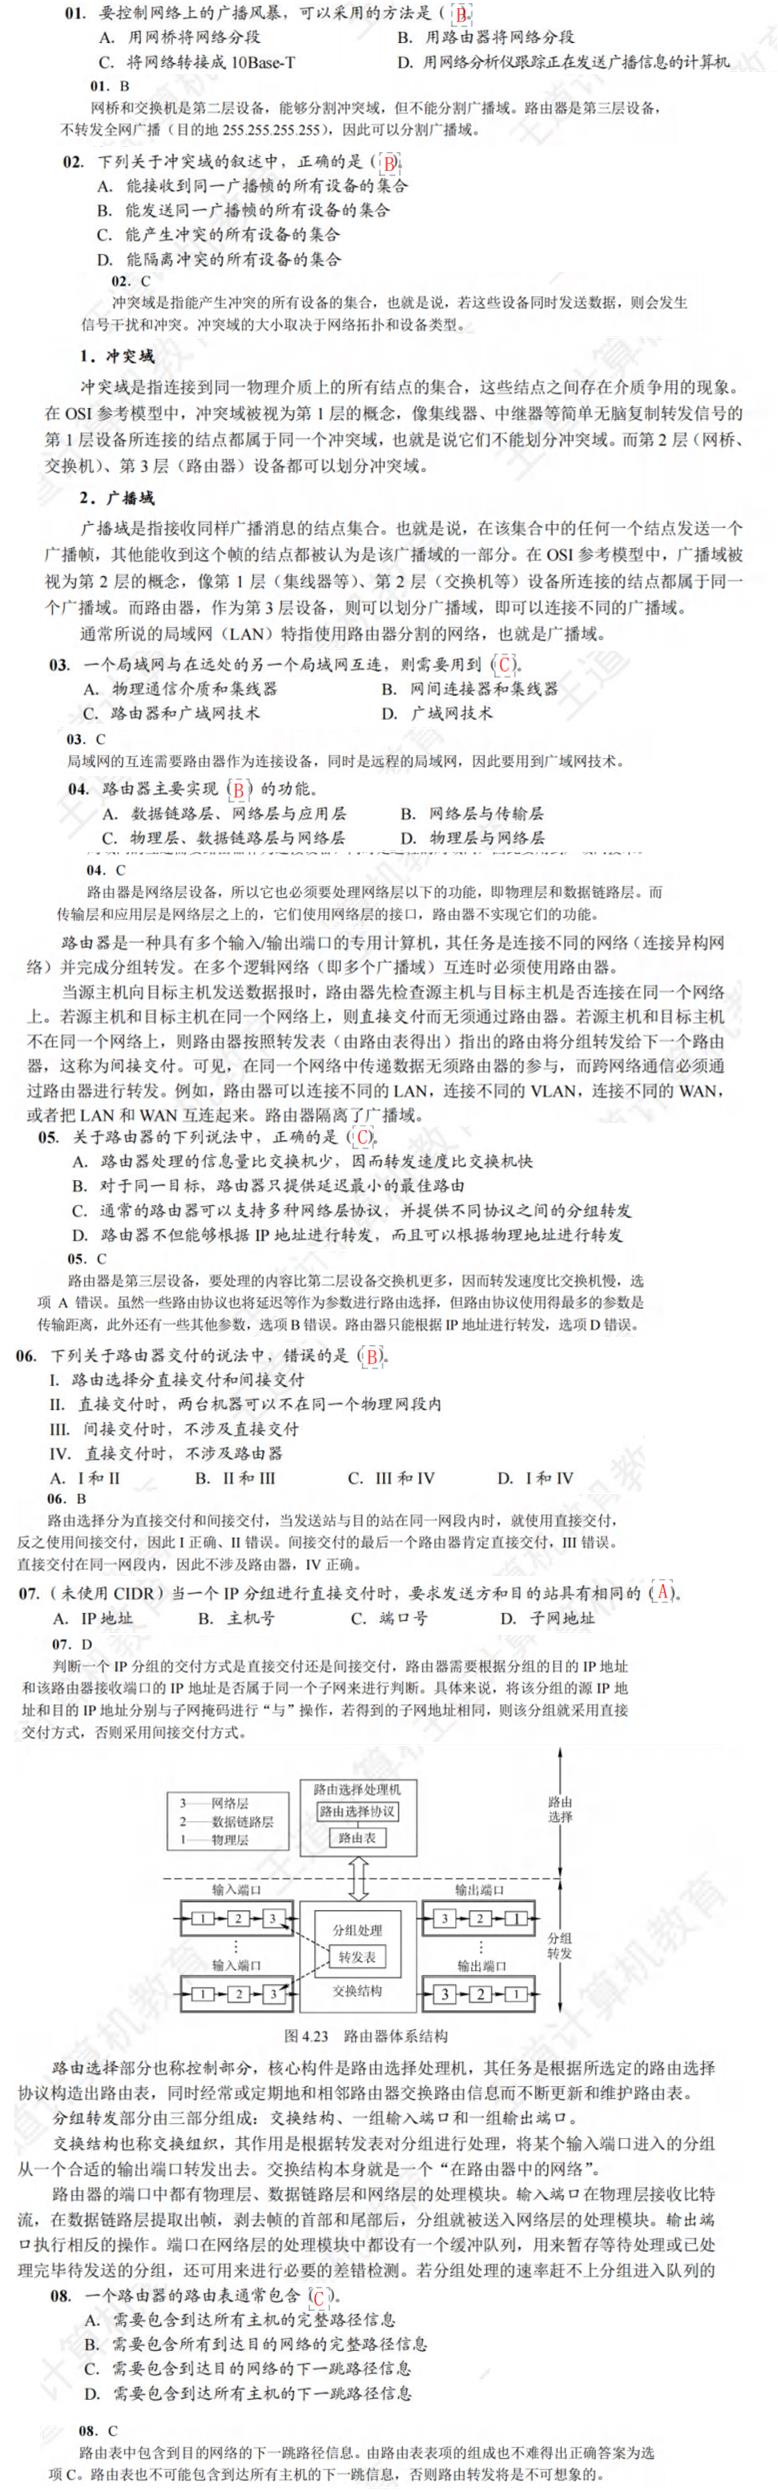 01. 要控制网络上的广播风暴，可以采用的方法是（ B ）。
A. 用网桥将网络分段 B. 用路由器将网络分段
C. 将网络转接成 10Base-T D. 用网络分析仪跟踪正在发送广播信息的计算机
01. B
网桥和交换机是第二层设备，能够分割冲突域，但不能分割广播域。路由器是第三层设备，
不转发全网广播（目的地 255.255.255.255），因此可以分割广播域。
02. 下列关于冲突域的叙述中，正确的是（ B ）。
A. 能接收到同一广播帧的所有设备的集合
B. 能发送同一广播帧的所有设备的集合
C. 能产生冲突的所有设备的集合
D. 能隔离冲突的所有设备的集合
02. C
冲突域是指能产生冲突的所有设备的集合，也就是说，若这些设备同时发送数据，则会发生
信号干扰和冲突。冲突域的大小取决于网络拓扑和设备类型。
1. 冲突域
冲突域是指连接到同一物理介质上的所有结点的集合，这些结点之间存在介质争用的现象。
在 OSI 参考模型中，冲突域被视为第 1 层的概念，像集线器、中继器等简单无脑复制转发信号的
第 1 层设备所连接的结点都属于同一个冲突域，也就是说它们不能划分冲突域。而第 2 层（网桥、
交换机）、第 3 层（路由器）设备都可以划分冲突域。
2. 广播域
广播域是指接收同样广播消息的结点集合。也就是说，在该集合中的任何一个结点发送一个
广播帧，其他能收到这个帧的结点都被认为是该广播域的一部分。在 OSI 参考模型中，广播域被
视为第 2 层的概念，像第 1 层（集线器等）、第 2 层（交换机等）设备所连接的结点都属于同一
个广播域。而路由器，作为第 3 层设备，则可以划分广播域，即可以连接不同的广播域。
通常所说的局域网（LAN）特指使用路由器分割的网络，也就是广播域。
03. 一个局域网与在远处的另一个局域网互连，则需要用到（ C ）。
A. 物理通信介质和集线器 B. 网间连接器和集线器
C. 路由器和广域网技术 D. 广域网技术
03. C
局域网的互连需要路由器作为连接设备，同时是远程的局域网，因此要用到广域网技术。
04. 路由器主要实现（ B ）的功能。
A. 数据链路层、网络层与应用层 B. 网络层与传输层
C. 物理层、数据链路层与网络层 D. 物理层与网络层
04. C
路由器是网络层设备，所以它也必须要处理网络层以下的功能，即物理层和数据链路层。而
传输层和应用层是网络层之上的，它们使用网络层的接口，路由器不实现它们的功能。
路由器是一种具有多个输入/输出端口的专用计算机，其任务是连接不同的网络（连接异构网
络）并完成分组转发。在多个逻辑网络（即多个广播域）互连时必须使用路由器。
当源主机向目标主机发送数据报时，路由器先检查源主机与目标主机是否连接在同一个网络
上。若源主机和目标主机在同一个网络上，则直接交付而无须通过路由器。若源主机和目标主机
不在同一个网络上，则路由器按照转发表（由路由表得出）指出的路由将分组转发给下一个路由
器，这称为间接交付。可见，在同一个网络中传递数据无须路由器的参与，而跨网络通信必须通
过路由器进行转发。例如，路由器可以连接不同的 LAN，连接不同的 VLAN，连接不同的 WAN，
或者把 LAN 和 WAN 互连起来。路由器隔离了广播域。
05. 关于路由器的下列说法中，正确的是（ C ）。
A. 路由器处理的信息量比交换机少，因而转发速度比交换机快
B. 对于同一目标，路由器只提供延迟最小的最佳路由
C. 通常的路由器可以支持多种网络层协议，并提供不同协议之间的分组转发
D. 路由器不但能够根据 IP 地址进行转发，而且可以根据物理地址进行转发
05. C
路由器是第三层设备，要处理的内容比第二层设备交换机更多，因而转发速度比交换机慢，选
项 A 错误。虽然一些路由协议也将延迟等作为参数进行路由选择，但路由协议使用得最多的参数是
传输距离，此外还有一些其他参数，选项 B 错误。路由器只能根据 IP 地址进行转发，选项 D 错误。
06. 下列关于路由器交付的说法中，错误的是（ B ）。
I. 路由选择分直接交付和间接交付
II. 直接交付时，两台机器可以不在同一个物理网段内
III. 间接交付时，不涉及直接交付
IV. 直接交付时，不涉及路由器
A. I 和 II B. II 和 III C. III 和 IV D. I 和 IV
06. B
路由选择分为直接交付和间接交付，当发送站与目的站在同一网段内时，就使用直接交付，
反之使用间接交付，因此 I 正确、II 错误。间接交付的最后一个路由器肯定直接交付，III 错误。
直接交付在同一网段内，因此不涉及路由器，IV 正确。
07.（未使用 CIDR）当一个 IP 分组进行直接交付时，要求发送方和目的站具有相同的（ A ）。
A. IP 地址 B. 主机号 C. 端口号 D. 子网地址
07. D
判断一个 IP 分组的交付方式是直接交付还是间接交付，路由器需要根据分组的目的 IP 地址
和该路由器接收端口的 IP 地址是否属于同一个子网来进行判断。具体来说，将该分组的源 IP 地
址和目的 IP 地址分别与子网掩码进行“与”操作，若得到的子网地址相同，则该分组就采用直接
交付方式，否则采用间接交付方式。
3——网络层
2——数据链路层
1——物理层
路由选择处理机
路由选择协议
路由表
路由
选择
输入端口
输出端口
1 2 3
分组处理
3 2 1
转发表
分组
转发
输入端口
输出端口
1 2 3
交换结构
3 2 1
图 4.23 路由器体系结构
路由选择部分也称控制部分，核心构件是路由选择处理机，其任务是根据所选定的路由选择
协议构造出路由表，同时经常或定期地和相邻路由器交换路由信息而不断更新和维护路由表。
分组转发部分由三部分组成：交换结构、一组输入端口和一组输出端口。
交换结构也称交换组织，其作用是根据转发表对分组进行处理，将某个输入端口进入的分组
从一个合适的输出端口转发出去。交换结构本身就是一个“在路由器中的网络”。
路由器的端口中都有物理层、数据链路层和网络层的处理模块。输入端口在物理层接收比特
流，在数据链路层提取出帧，剥去帧的首部和尾部后，分组就被送入网络层的处理模块。输出端
口执行相反的操作。端口在网络层的处理模块中都设有一个缓冲队列，用来暂存等待处理或已处
理完毕待发送的分组，还可用来进行必要的差错检测。若分组处理的速率赶不上分组进入队列的
08. 一个路由器的路由表通常包含（ C ）。
A. 需要包含到达所有主机的完整路径信息
B. 需要包含所有到达目的网络的完整路径信息
C. 需要包含到达目的网络的下一跳路径信息
D. 需要包含到达所有主机的下一跳路径信息
08. C
路由表中包含到目的网络的下一跳路径信息。由路由表表项的组成也不难得出正确答案为选
项 C。路由表也不可能包含到达所有主机的下一跳信息，否则路由转发将是不可想象的。